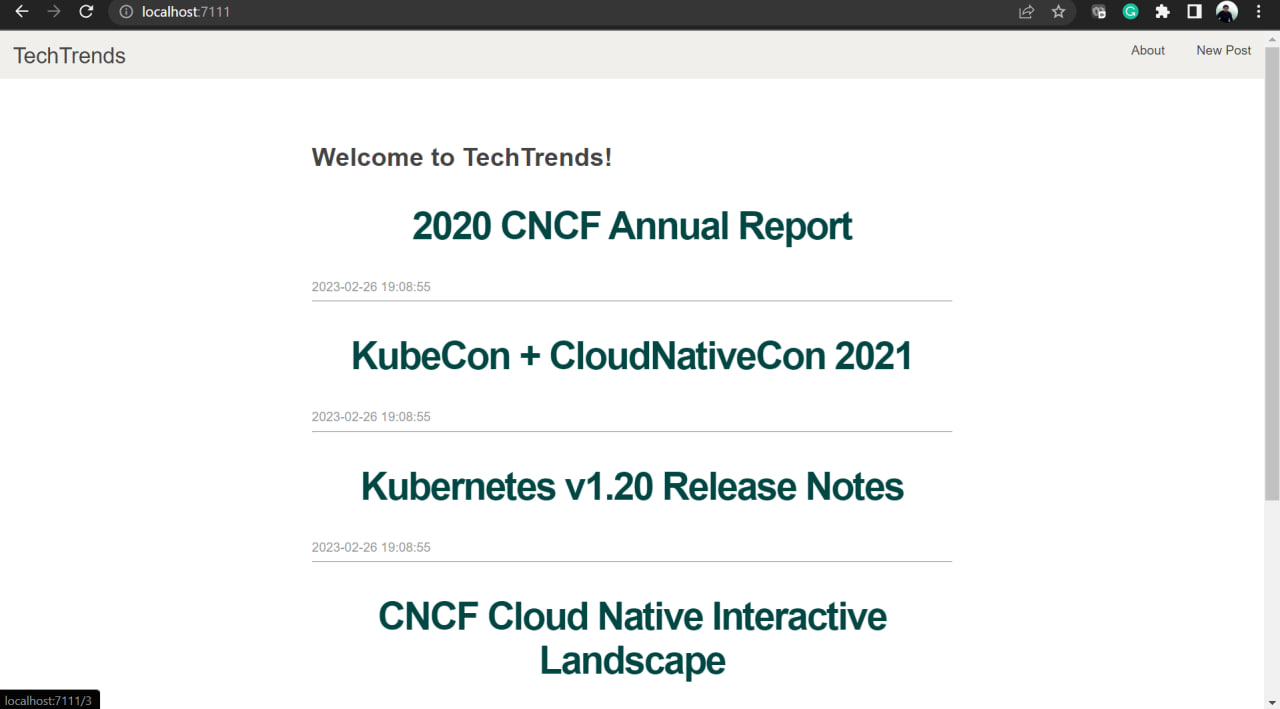 localhost:7111
TechTrends
About
New Post
Welcome to TechTrends!
2020 CNCF Annual Report
2023-02-26 19:08:55
KubeCon + CloudNativeCon 2021
2023-02-26 19:08:55
Kubernetes v1.20 Release Notes
2023-02-26 19:08:55
CNCF Cloud Native Interactive
Landscape
localhost:7111/3